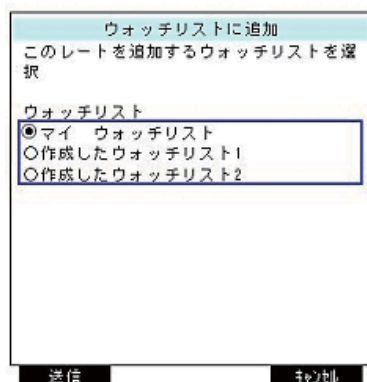 ウォッチリストに追加
このレートを追加するウォッチリストを選
択
ウォッチリスト
◉マイ ウォッチリスト
○作成したウォッチリスト1
○作成したウォッチリスト2
送信 ｷｬﾝｾﾙ